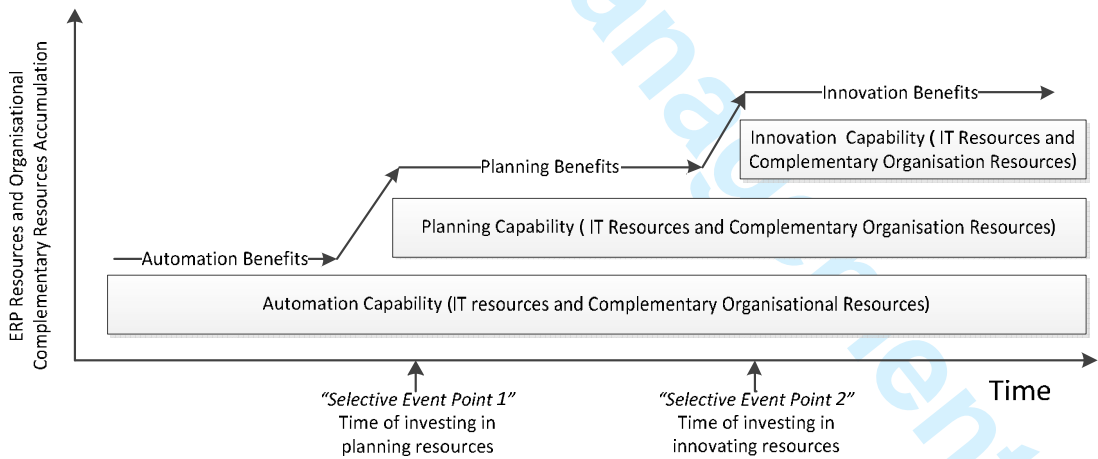 ERP Resources and Organisational
Complementary Resources Accumulation
Innovation Benefits
Innovation Capability ( IT Resources and
Complementary Organisation Resources)
Planning Benefits
Planning Capability ( IT Resources and Complementary Organisation Resources)
Automation Benefits
Automation Capability (IT resources and Complementary Organisational Resources)
Time
“Selective Event Point 1”
Time of investing in
planning resources
“Selective Event Point 2”
Time of investing in
innovating resources
anagement